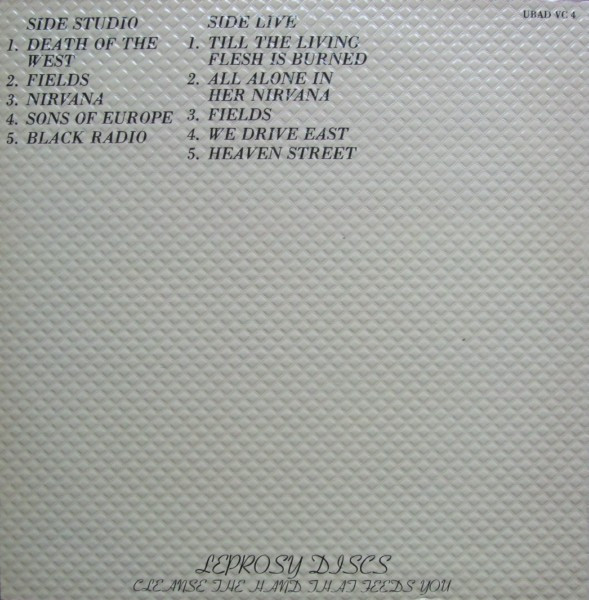 SIDE STUDIO
1. DEATH OF THE
WEST
2. FIELDS
3. NIRVANA
4. SONS OF EUROPE
5. BLACK RADIO
SIDE LIVE
1. TILL THE LIVING
FLESH IS BURNED
2. ALL ALONE IN
HER NIRVANA
3. FIELDS
4. WE DRIVE EAST
5. HEAVEN STREET
UBAD VC 4
LEPROSY DISCS
CLEANSE THE HAND THAT FEEDS YOU